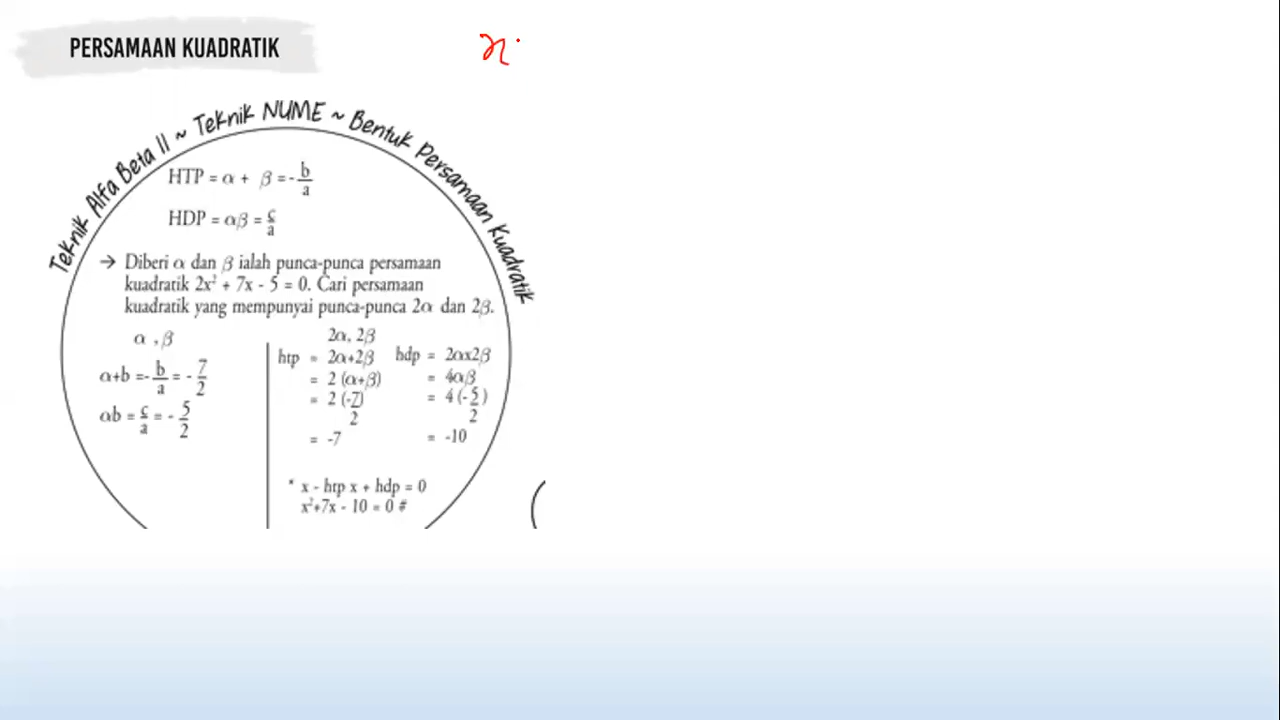 PERSAMAAN KUADRATIK
x
Teknik Alfa Beta II ~ Teknik NUME ~ Bentuk Persamaan Kuadratik
HTP = α + β = - b/a
HDP = αβ = c/a
→ Diberi α dan β ialah punca-punca persamaan
kuadratik 2x² + 7x - 5 = 0. Cari persamaan
kuadratik yang mempunyai punca-punca 2α dan 2β.
α , β
α+b = - b/a = - 7/2
αb = c/a = - 5/2
2α, 2β
htp = 2α+2β
= 2 (α+β)
= 2 (-7/2)
= -7
hdp = 2αx2β
= 4αβ
= 4 (-5/2)
= -10
* x - htp x + hdp = 0
x²+7x - 10 = 0 #